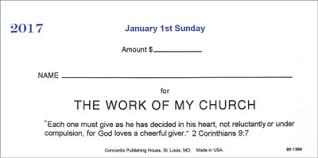 2017
January 1st Sunday
Amount $
NAME
for
THE WORK OF MY CHURCH
"Each one must give as he has decided in his heart, not reluctantly or under
compulsion, for God loves a cheerful giver." 2 Corinthians 9:7
Concordia Publishing House, St. Louis, MO. Made in USA.